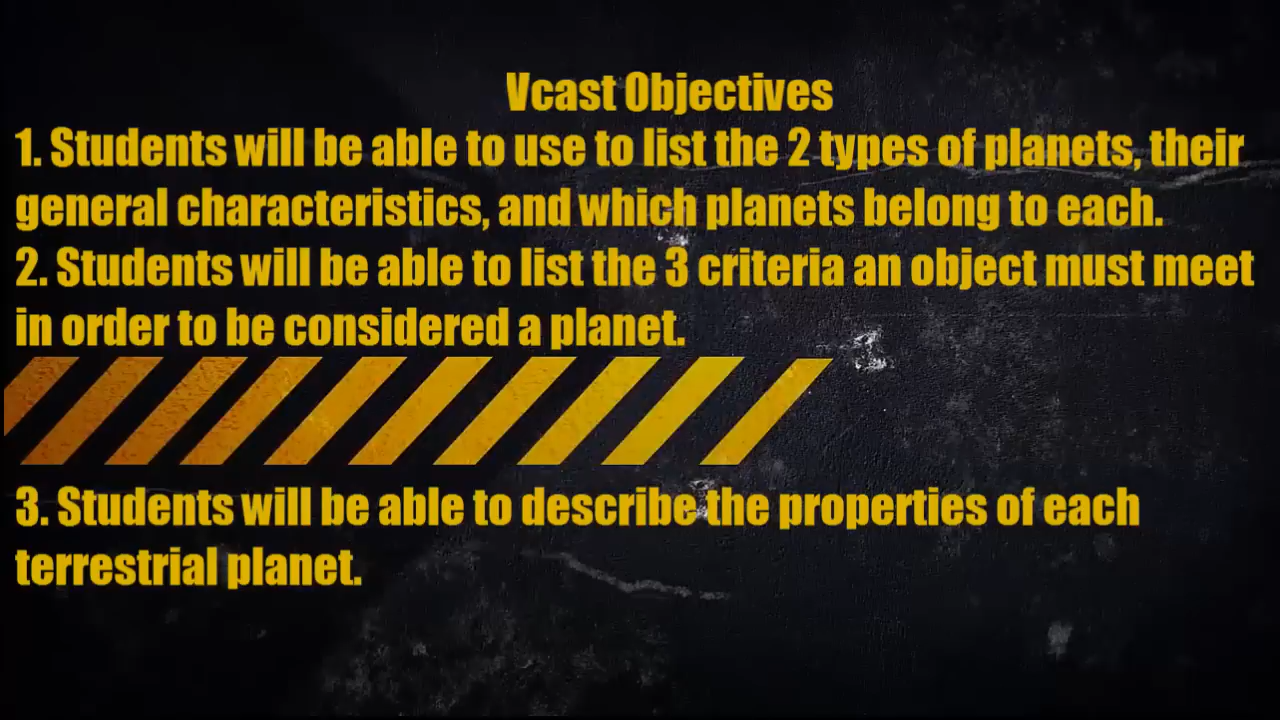 Vcast Objectives
1. Students will be able to use to list the 2 types of planets, their
general characteristics, and which planets belong to each.
2. Students will be able to list the 3 criteria an object must meet
in order to be considered a planet.
3. Students will be able to describe the properties of each
terrestrial planet.